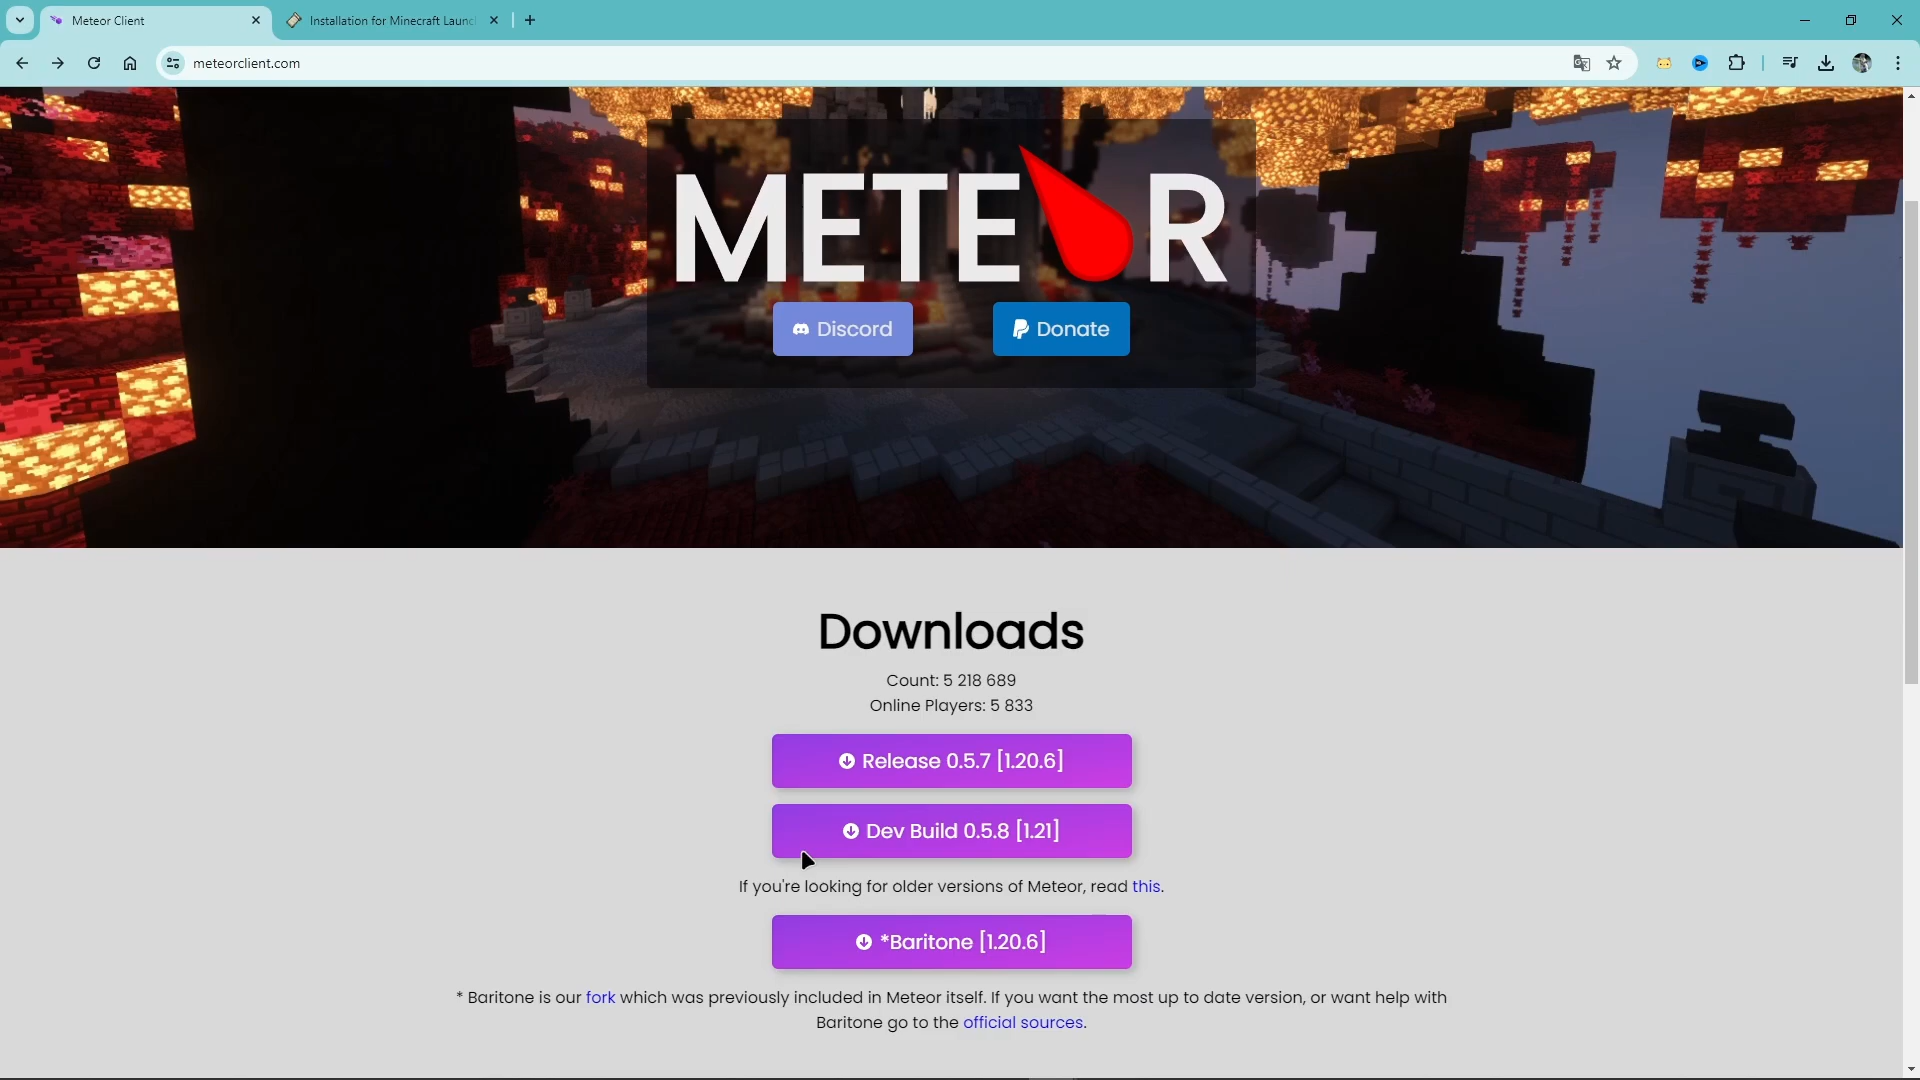 Meteor Client
Installation for Minecraft Launc
meteorclient.com
METEOR
Discord
Donate
Downloads
Count: 5 218 689
Online Players: 5 833
Release 0.5.7 [1.20.6]
Dev Build 0.5.8 [1.21]
If you're looking for older versions of Meteor, read this.
*Baritone [1.20.6]
* Baritone is our fork which was previously included in Meteor itself. If you want the most up to date version, or want help with
Baritone go to the official sources.